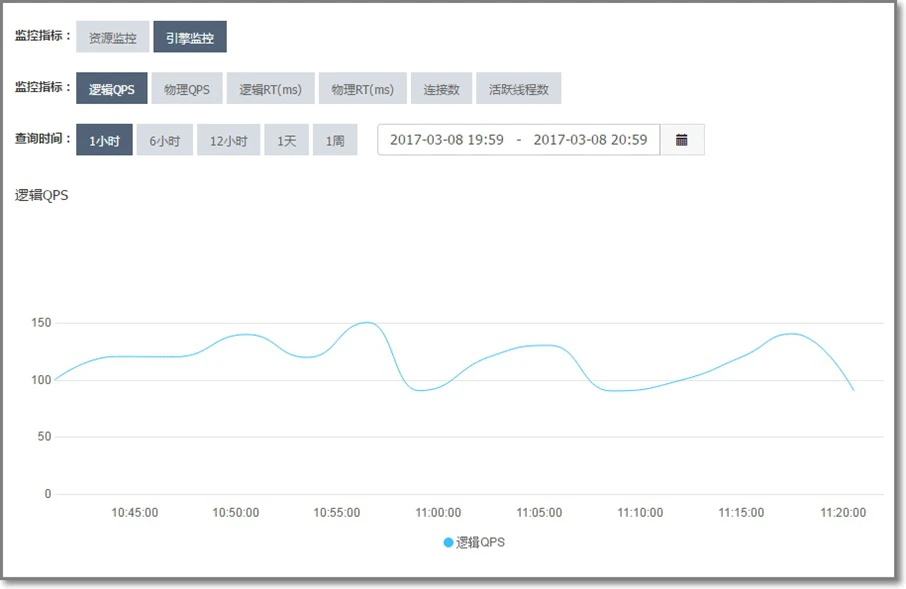 监控指标： 资源监控 引擎监控
监控指标： 逻辑QPS 物理QPS 逻辑RT(ms) 物理RT(ms) 连接数 活跃线程数
查询时间： 1小时 6小时 12小时 1天 1周 2017-03-08 19:59 - 2017-03-08 20:59
逻辑QPS
150
100
50
0
10:45:00 10:50:00 10:55:00 11:00:00 11:05:00 11:10:00 11:15:00 11:20:00
逻辑QPS